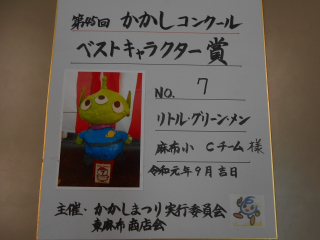 第45回 かかしコンクール
ベストキャラクター賞
NO. 7
リトル・グリーン・メン
麻布小 Cチーム 様
令和元年9月吉日
主催・かかしまつり実行委員会
東麻布商店会